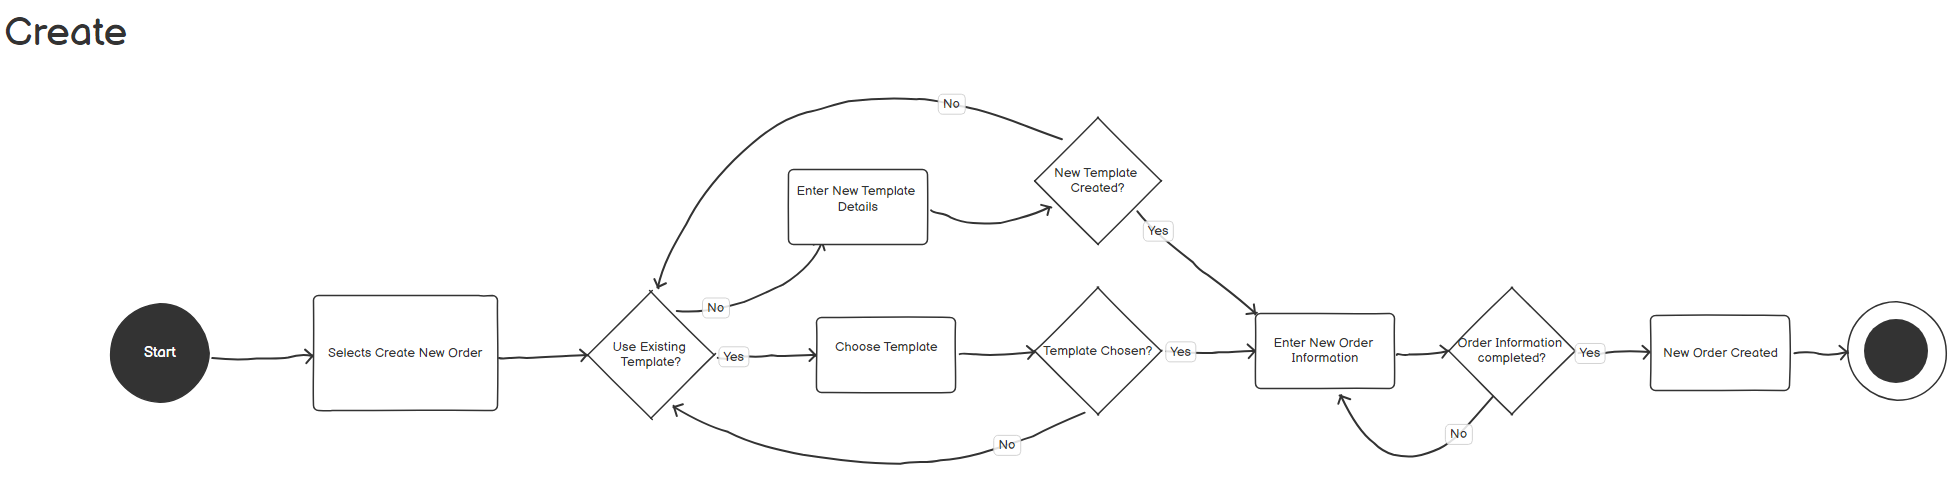 Create
No
New Template
Created?
Enter New Template
Details
Yes
No
Start
Selects Create New Order
Use Existing
Template?
Yes
Choose Template
Template Chosen?
Yes
Enter New Order
Information
Order Information
completed?
Yes
New Order Created
No
No